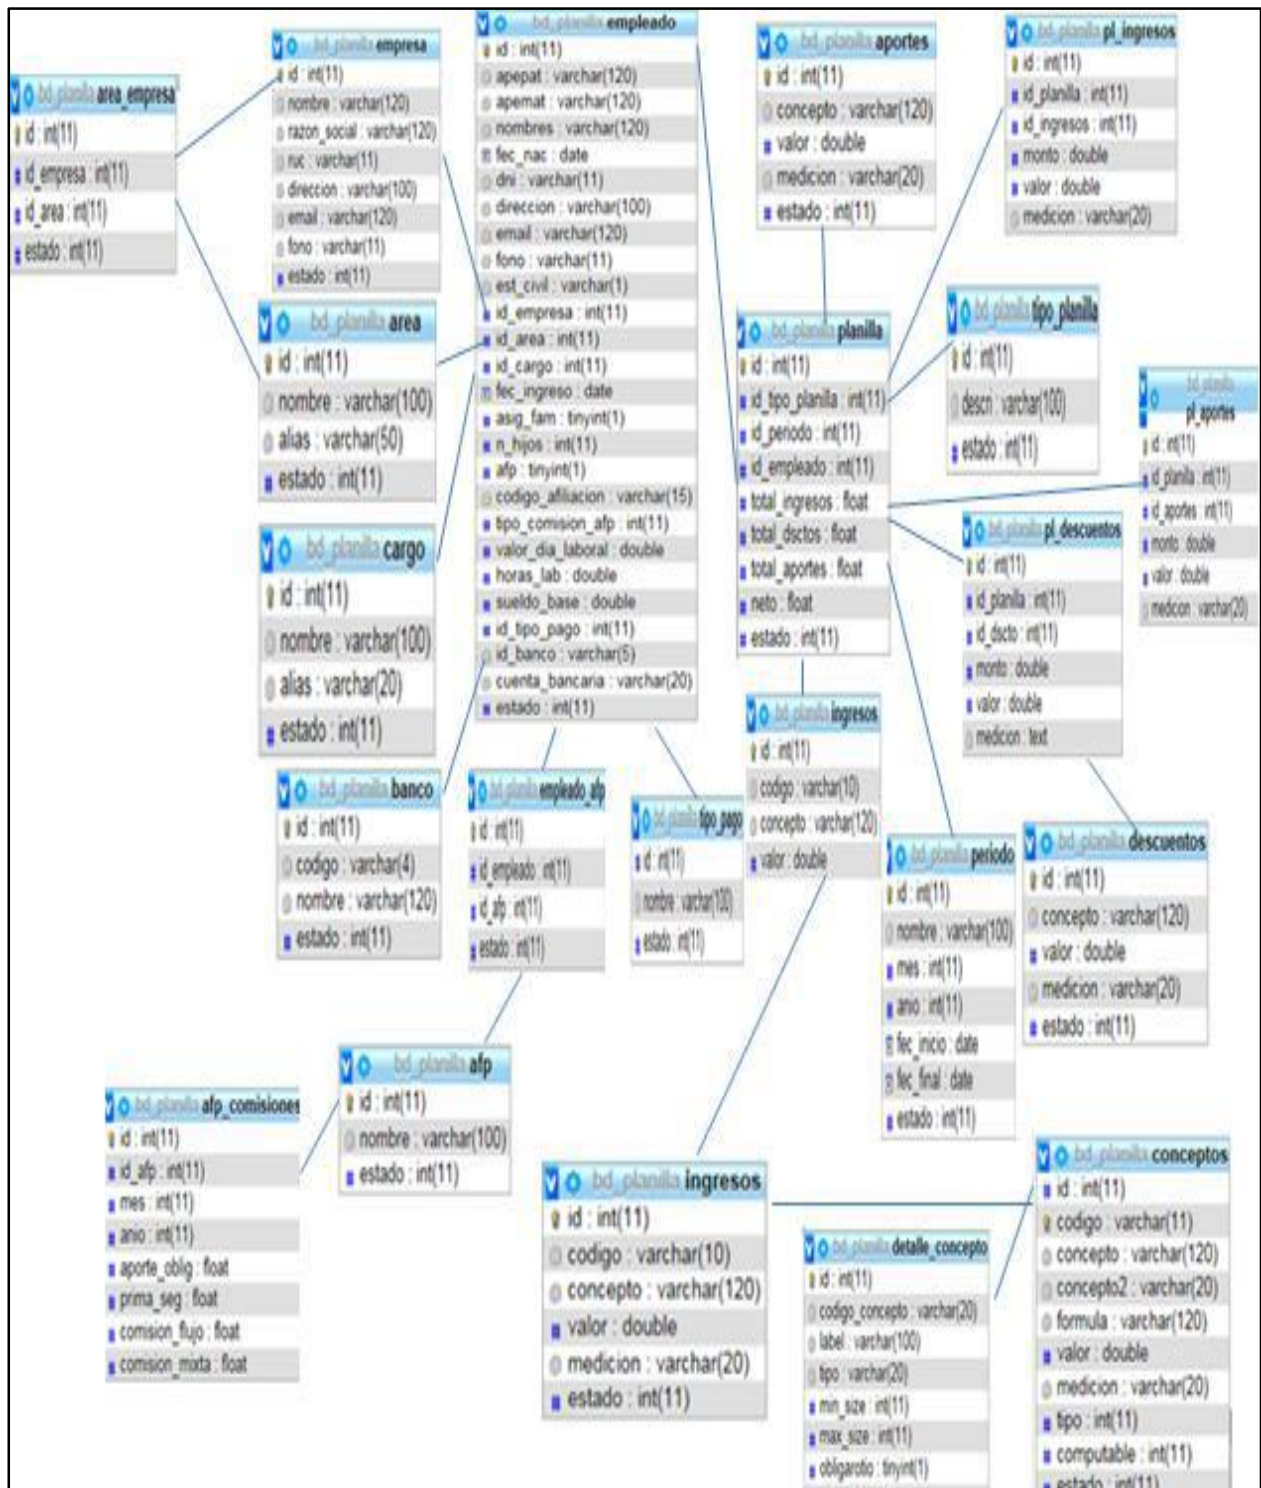 bd_planilla area_empresa
id : int(11)
id_empresa : int(11)
id_area : int(11)
estado : int(11)
bd_planilla empresa
id : int(11)
nombre : varchar(120)
razon_social : varchar(120)
ruc : varchar(11)
direccion : varchar(100)
email : varchar(120)
fono : varchar(11)
estado : int(11)
bd_planilla area
id : int(11)
nombre : varchar(100)
alias : varchar(50)
estado : int(11)
bd_planilla cargo
id : int(11)
nombre : varchar(100)
alias : varchar(20)
estado : int(11)
bd_planilla banco
id : int(11)
codigo : varchar(4)
nombre : varchar(120)
estado : int(11)
bd_planilla empleado
id : int(11)
apepat : varchar(120)
apemat : varchar(120)
nombres : varchar(120)
fec_nac : date
dni : varchar(11)
direccion : varchar(100)
email : varchar(120)
fono : varchar(11)
est_civil : varchar(1)
id_empresa : int(11)
id_area : int(11)
id_cargo : int(11)
fec_ingreso : date
asig_fam : tinyint(1)
n_hijos : int(11)
afp : tinyint(1)
codigo_afiliacion : varchar(15)
tipo_comision_afp : int(11)
valor_dia_laboral : double
horas_lab : double
sueldo_base : double
id_tipo_pago : int(11)
id_banco : varchar(5)
cuenta_bancaria : varchar(20)
estado : int(11)
bd_planilla aportes
id : int(11)
concepto : varchar(120)
valor : double
medicion : varchar(20)
estado : int(11)
bd_planilla pl_ingresos
id : int(11)
id_planilla : int(11)
id_ingresos : int(11)
monto : double
valor : double
medicion : varchar(20)
bd_planilla planilla
id : int(11)
id_tipo_planilla : int(11)
id_periodo : int(11)
id_empleado : int(11)
total_ingresos : float
total_dsctos : float
total_aportes : float
neto : float
estado : int(11)
bd_planilla tipo_planilla
id : int(11)
descri : varchar(100)
estado : int(11)
bd_planilla
pl_aportes
id : int(11)
id_planilla : int(11)
id_aportes : int(11)
monto : double
valor : double
medicion : varchar(20)
bd_planilla pl_descuentos
id : int(11)
id_planilla : int(11)
id_dscto : int(11)
monto : double
valor : double
medicion : text
bd_planilla empleado_afp
id : int(11)
id_empleado : int(11)
id_afp : int(11)
estado : int(11)
bd_planilla tipo_pago
id : int(11)
nombre : varchar(100)
estado : int(11)
bd_planilla ingresos
id : int(11)
codigo : varchar(10)
concepto : varchar(120)
valor : double
bd_planilla periodo
id : int(11)
nombre : varchar(100)
mes : int(11)
anio : int(11)
fec_inicio : date
fec_final : date
estado : int(11)
bd_planilla descuentos
id : int(11)
concepto : varchar(120)
valor : double
medicion : varchar(20)
estado : int(11)
bd_planilla afp_comisiones
id : int(11)
id_afp : int(11)
mes : int(11)
anio : int(11)
aporte_oblig : float
prima_seg : float
comision_flujo : float
comision_mixta : float
bd_planilla afp
id : int(11)
nombre : varchar(100)
estado : int(11)
bd_planilla ingresos
id : int(11)
codigo : varchar(10)
concepto : varchar(120)
valor : double
medicion : varchar(20)
estado : int(11)
bd_planilla detalle_concepto
id : int(11)
codigo_concepto : varchar(20)
label : varchar(100)
tipo : varchar(20)
min_size : int(11)
max_size : int(11)
obligarotio : tinyint(1)
bd_planilla conceptos
id : int(11)
codigo : varchar(11)
concepto : varchar(120)
concepto2 : varchar(20)
formula : varchar(120)
valor : double
medicion : varchar(20)
tipo : int(11)
computable : int(11)
estado : int(11)